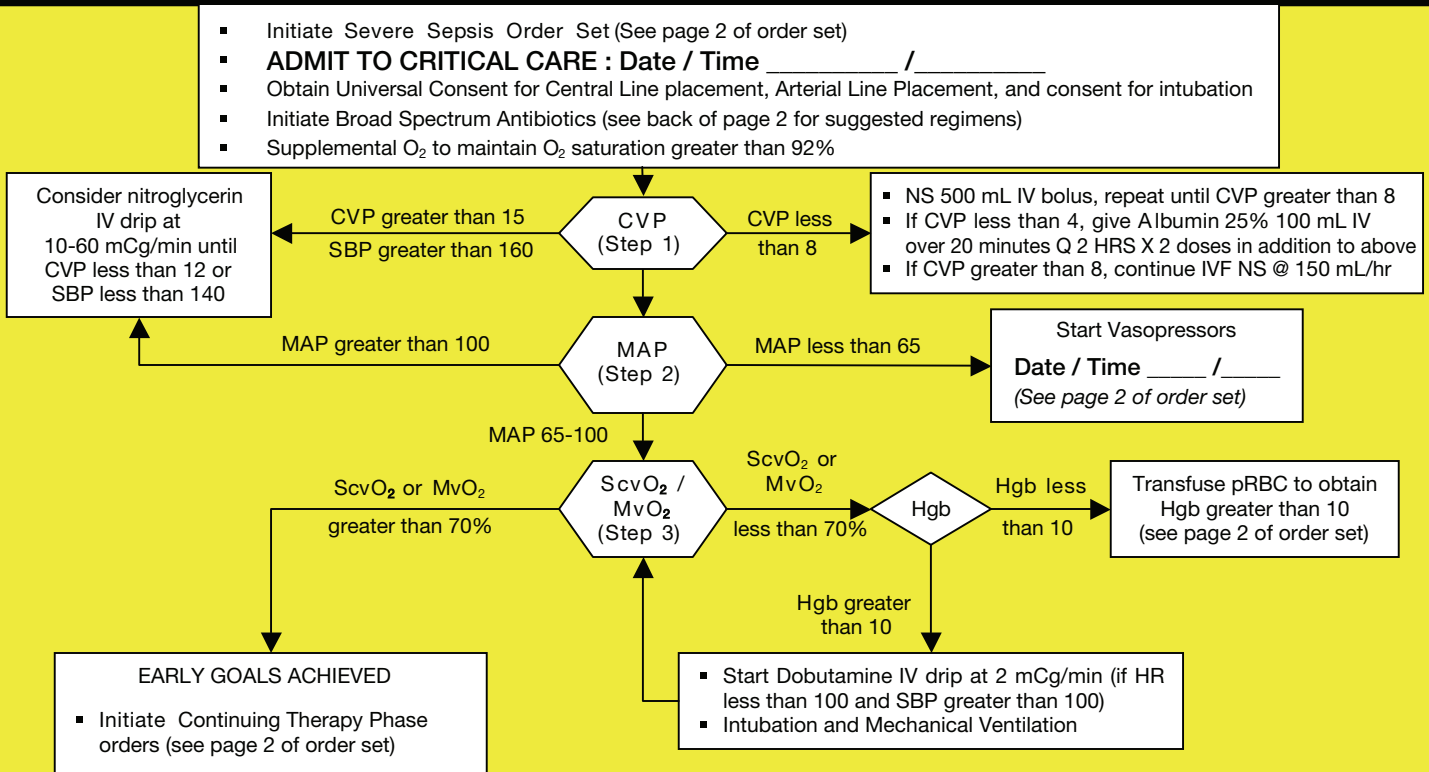 ▪ Initiate Severe Sepsis Order Set (See page 2 of order set)
▪ ADMIT TO CRITICAL CARE : Date / Time __________ /__________
▪ Obtain Universal Consent for Central Line placement, Arterial Line Placement, and consent for intubation
▪ Initiate Broad Spectrum Antibiotics (see back of page 2 for suggested regimens)
▪ Supplemental O₂ to maintain O₂ saturation greater than 92%
Consider nitroglycerin
IV drip at
10-60 mCg/min until
CVP less than 12 or
SBP less than 140
CVP greater than 15
SBP greater than 160
CVP
(Step 1)
CVP less
than 8
▪ NS 500 mL IV bolus, repeat until CVP greater than 8
▪ If CVP less than 4, give Albumin 25% 100 mL IV
over 20 minutes Q 2 HRS X 2 doses in addition to above
▪ If CVP greater than 8, continue IVF NS @ 150 mL/hr
MAP greater than 100
MAP
(Step 2)
MAP less than 65
Start Vasopressors
Date / Time _____ /_____
(See page 2 of order set)
MAP 65-100
ScvO₂ or MvO₂
greater than 70%
ScvO₂ /
MvO₂
(Step 3)
ScvO₂ or
MvO₂
less than 70%
Hgb
Hgb less
than 10
Transfuse pRBC to obtain
Hgb greater than 10
(see page 2 of order set)
Hgb greater
than 10
EARLY GOALS ACHIEVED
▪ Initiate Continuing Therapy Phase
orders (see page 2 of order set)
▪ Start Dobutamine IV drip at 2 mCg/min (if HR
less than 100 and SBP greater than 100)
▪ Intubation and Mechanical Ventilation